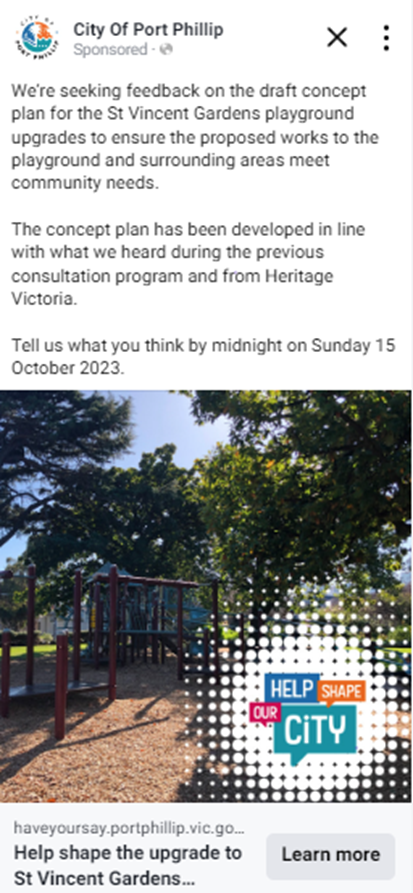 City Of Port Phillip
Sponsored ·
CITY OF
PORT PHILLIP
We're seeking feedback on the draft concept
plan for the St Vincent Gardens playground
upgrades to ensure the proposed works to the
playground and surrounding areas meet
community needs.
The concept plan has been developed in line
with what we heard during the previous
consultation program and from Heritage
Victoria.
Tell us what you think by midnight on Sunday 15
October 2023.
HELP SHAPE
OUR
CiTY
haveyoursay.portphillip.vic.go...
Help shape the upgrade to
St Vincent Gardens...
Learn more